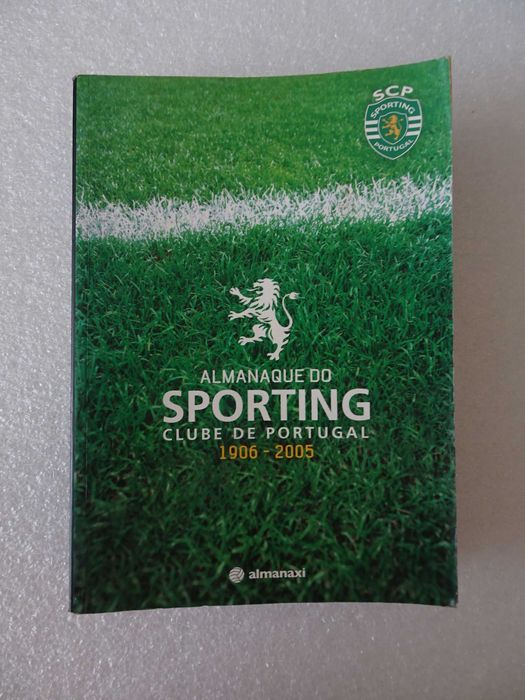 SCP
SPORTING
PORTUGAL
ALMANAQUE DO
SPORTING
CLUBE DE PORTUGAL
1906 - 2005
almanaxi